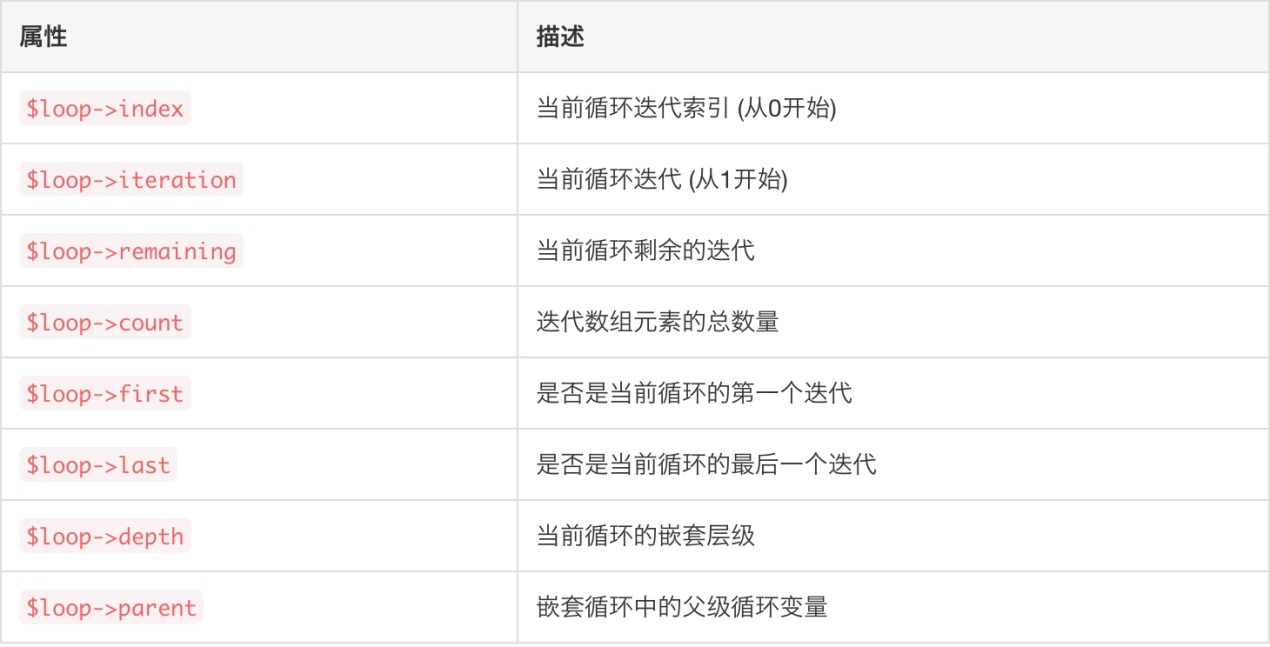 属性 描述
$loop->index 当前循环迭代索引 (从0开始)
$loop->iteration 当前循环迭代 (从1开始)
$loop->remaining 当前循环剩余的迭代
$loop->count 迭代数组元素的总数量
$loop->first 是否是当前循环的第一个迭代
$loop->last 是否是当前循环的最后一个迭代
$loop->depth 当前循环的嵌套层级
$loop->parent 嵌套循环中的父级循环变量